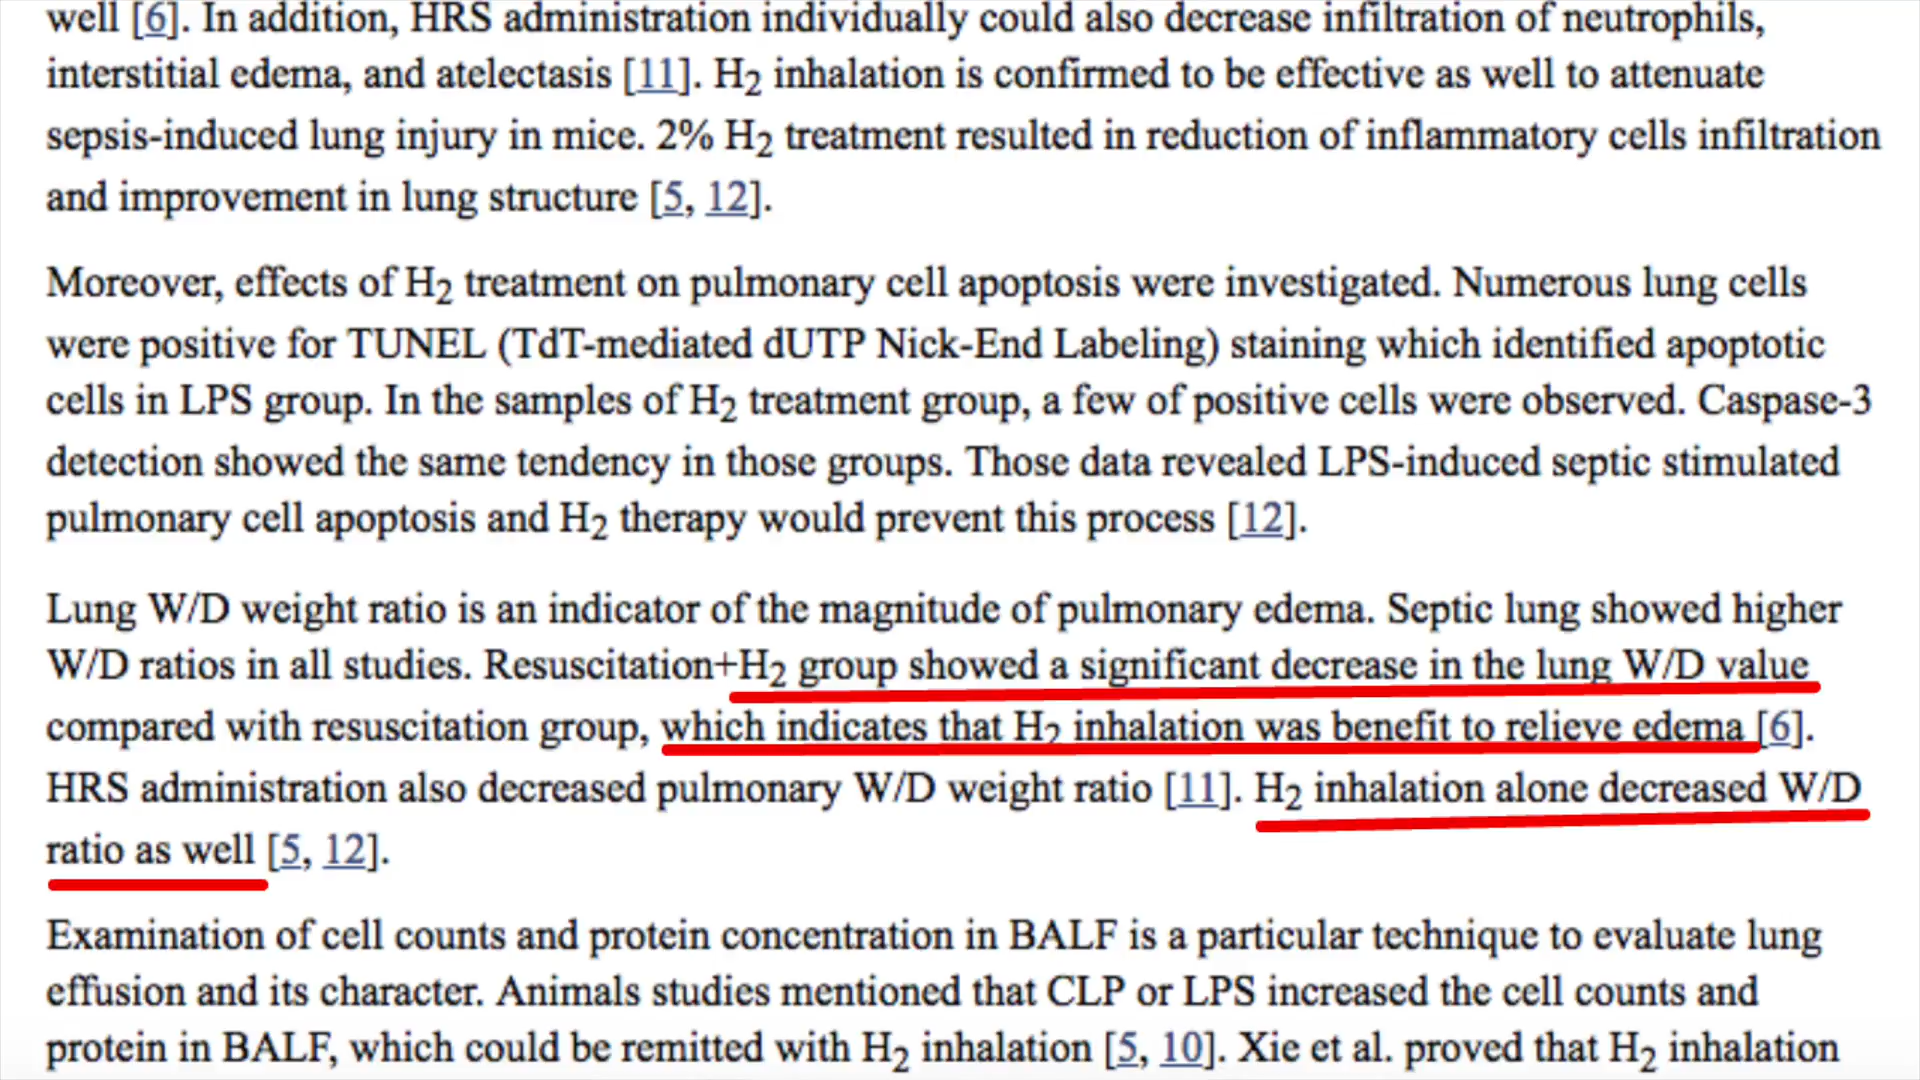 well [6]. In addition, HRS administration individually could also decrease infiltration of neutrophils,
interstitial edema, and atelectasis [11]. H2 inhalation is confirmed to be effective as well to attenuate
sepsis-induced lung injury in mice. 2% H2 treatment resulted in reduction of inflammatory cells infiltration
and improvement in lung structure [5, 12].
Moreover, effects of H2 treatment on pulmonary cell apoptosis were investigated. Numerous lung cells
were positive for TUNEL (TdT-mediated dUTP Nick-End Labeling) staining which identified apoptotic
cells in LPS group. In the samples of H2 treatment group, a few of positive cells were observed. Caspase-3
detection showed the same tendency in those groups. Those data revealed LPS-induced septic stimulated
pulmonary cell apoptosis and H2 therapy would prevent this process [12].
Lung W/D weight ratio is an indicator of the magnitude of pulmonary edema. Septic lung showed higher
W/D ratios in all studies. Resuscitation+H2 group showed a significant decrease in the lung W/D value
compared with resuscitation group, which indicates that H2 inhalation was benefit to relieve edema [6].
HRS administration also decreased pulmonary W/D weight ratio [11]. H2 inhalation alone decreased W/D
ratio as well [5, 12].
Examination of cell counts and protein concentration in BALF is a particular technique to evaluate lung
effusion and its character. Animals studies mentioned that CLP or LPS increased the cell counts and
protein in BALF, which could be remitted with H2 inhalation [5, 10]. Xie et al. proved that H2 inhalation